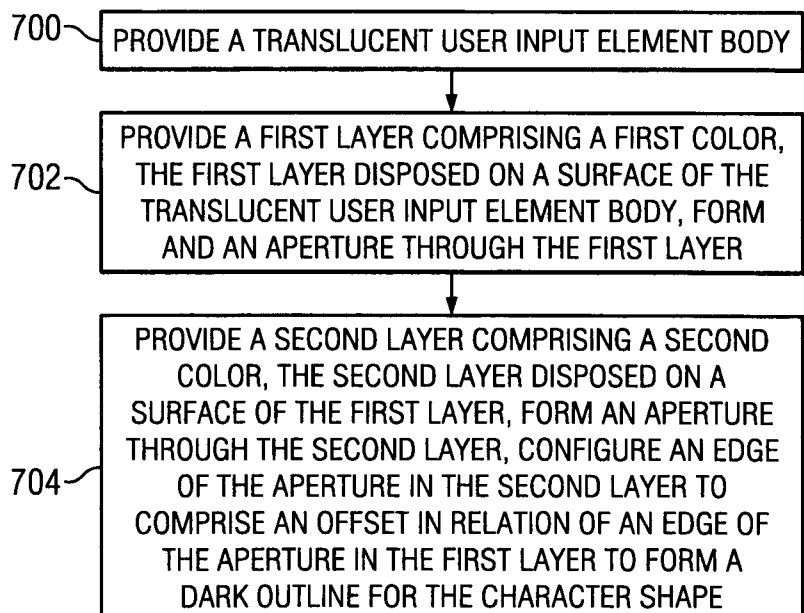 700 PROVIDE A TRANSLUCENT USER INPUT ELEMENT BODY
702
PROVIDE A FIRST LAYER COMPRISING A FIRST COLOR,
THE FIRST LAYER DISPOSED ON A SURFACE OF THE
TRANSLUCENT USER INPUT ELEMENT BODY, FORM
AND AN APERTURE THROUGH THE FIRST LAYER
704
PROVIDE A SECOND LAYER COMPRISING A SECOND
COLOR, THE SECOND LAYER DISPOSED ON A
SURFACE OF THE FIRST LAYER, FORM AN APERTURE
THROUGH THE SECOND LAYER, CONFIGURE AN EDGE
OF THE APERTURE IN THE SECOND LAYER TO
COMPRISE AN OFFSET IN RELATION OF AN EDGE OF
THE APERTURE IN THE FIRST LAYER TO FORM A
DARK OUTLINE FOR THE CHARACTER SHAPE